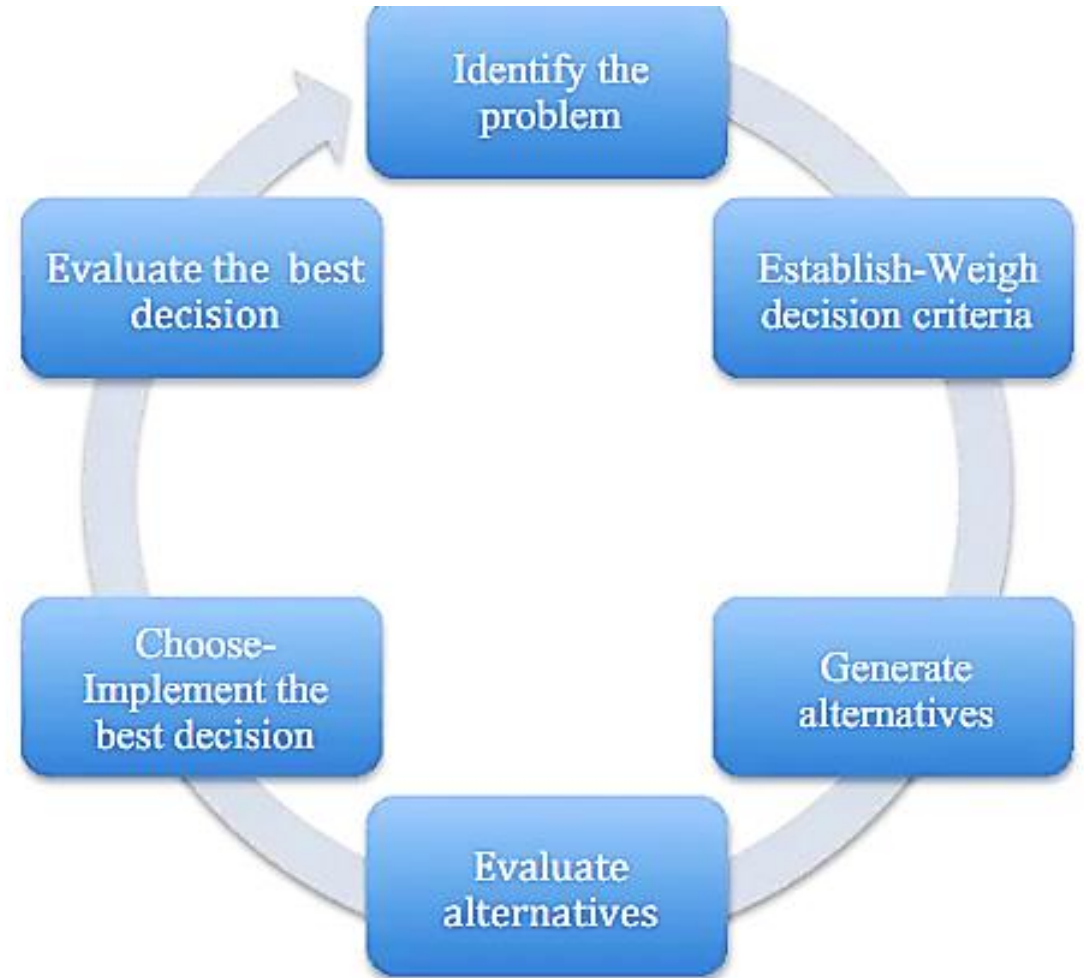 Identify the
problem
Establish-Weigh
decision criteria
Generate
alternatives
Evaluate
alternatives
Choose-
Implement the
best decision
Evaluate the best
decision